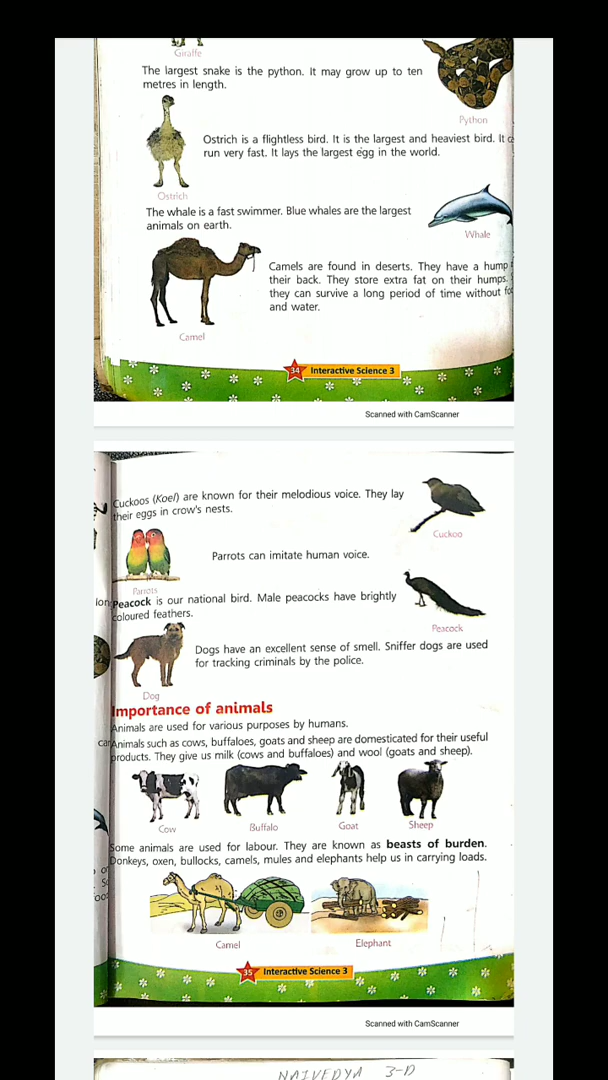 Giraffe
The largest snake is the python. It may grow up to ten
metres in length.
Python
Ostrich is a flightless bird. It is the largest and heaviest bird. It
run very fast. It lays the largest egg in the world.
Ostrich
The whale is a fast swimmer. Blue whales are the largest
animals on earth.
Whale
Camels are found in deserts. They have a hump
their back. They store extra fat on their humps.
they can survive a long period of time without
and water.
Camel
34 Interactive Science 3
Scanned with CamScanner
Cuckoos (Koel) are known for their melodious voice. They lay
their eggs in crow's nests.
Cuckoo
Parrots can imitate human voice.
Parrots
Peacock is our national bird. Male peacocks have brightly
coloured feathers.
Peacock
Dogs have an excellent sense of smell. Sniffer dogs are used
for tracking criminals by the police.
Dog
Importance of animals
Animals are used for various purposes by humans.
Animals such as cows, buffaloes, goats and sheep are domesticated for their useful
products. They give us milk (cows and buffaloes) and wool (goats and sheep).
Cow
Buffalo
Goat
Sheep
Some animals are used for labour. They are known as beasts of burden.
Donkeys, oxen, bullocks, camels, mules and elephants help us in carrying loads.
Camel
Elephant
35 Interactive Science 3
Scanned with CamScanner
NAIVEDYA 3-D